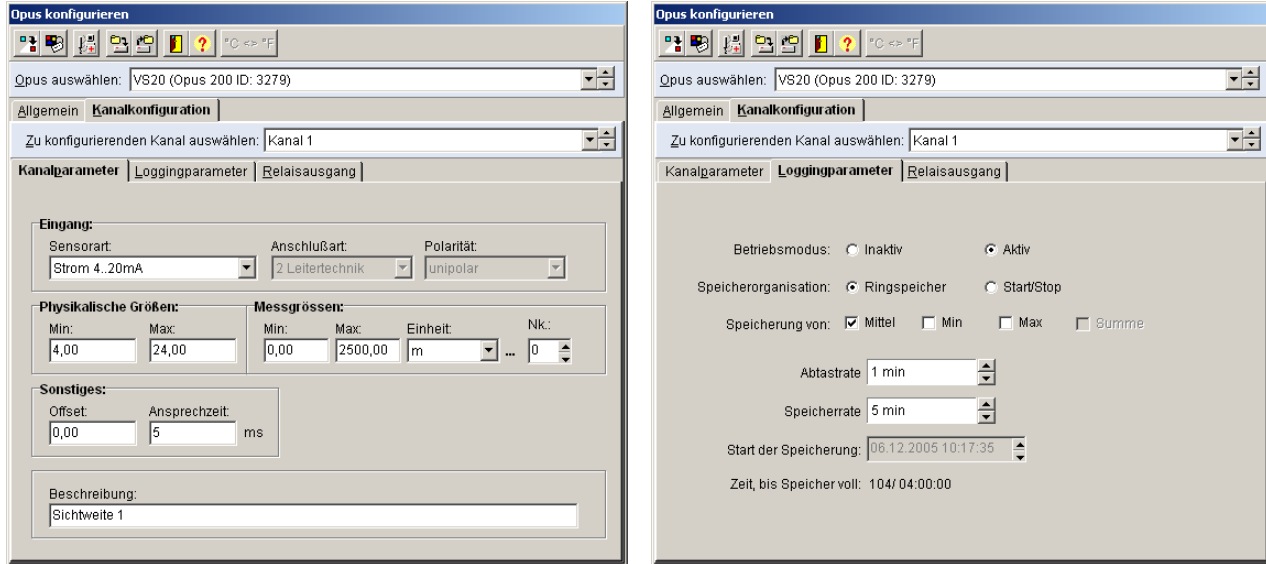 Opus konfigurieren
°C <=> °F
Opus auswählen: VS20 (Opus 200 ID: 3279)
Allgemein Kanalkonfiguration
Zu konfigurierenden Kanal auswählen: Kanal 1
Kanalparameter Loggingparameter Relaisausgang
Eingang:
Sensorart: Anschlußart: Polarität:
Strom 4..20mA 2 Leitertechnik unipolar
Physikalische Größen: Messgrössen:
Min: Max: Min: Max: Einheit: Nk.:
4,00 24,00 0,00 2500,00 m ... 0
Sonstiges:
Offset: Ansprechzeit:
0,00 5 ms
Beschreibung:
Sichtweite 1
Opus konfigurieren
°C <=> °F
Opus auswählen: VS20 (Opus 200 ID: 3279)
Allgemein Kanalkonfiguration
Zu konfigurierenden Kanal auswählen: Kanal 1
Kanalparameter Loggingparameter Relaisausgang
Betriebsmodus: Inaktiv Aktiv
Speicherorganisation: Ringspeicher Start/Stop
Speicherung von: Mittel Min Max Summe
Abtastrate 1 min
Speicherrate 5 min
Start der Speicherung: 06.12.2005 10:17:35
Zeit, bis Speicher voll: 104/ 04:00:00